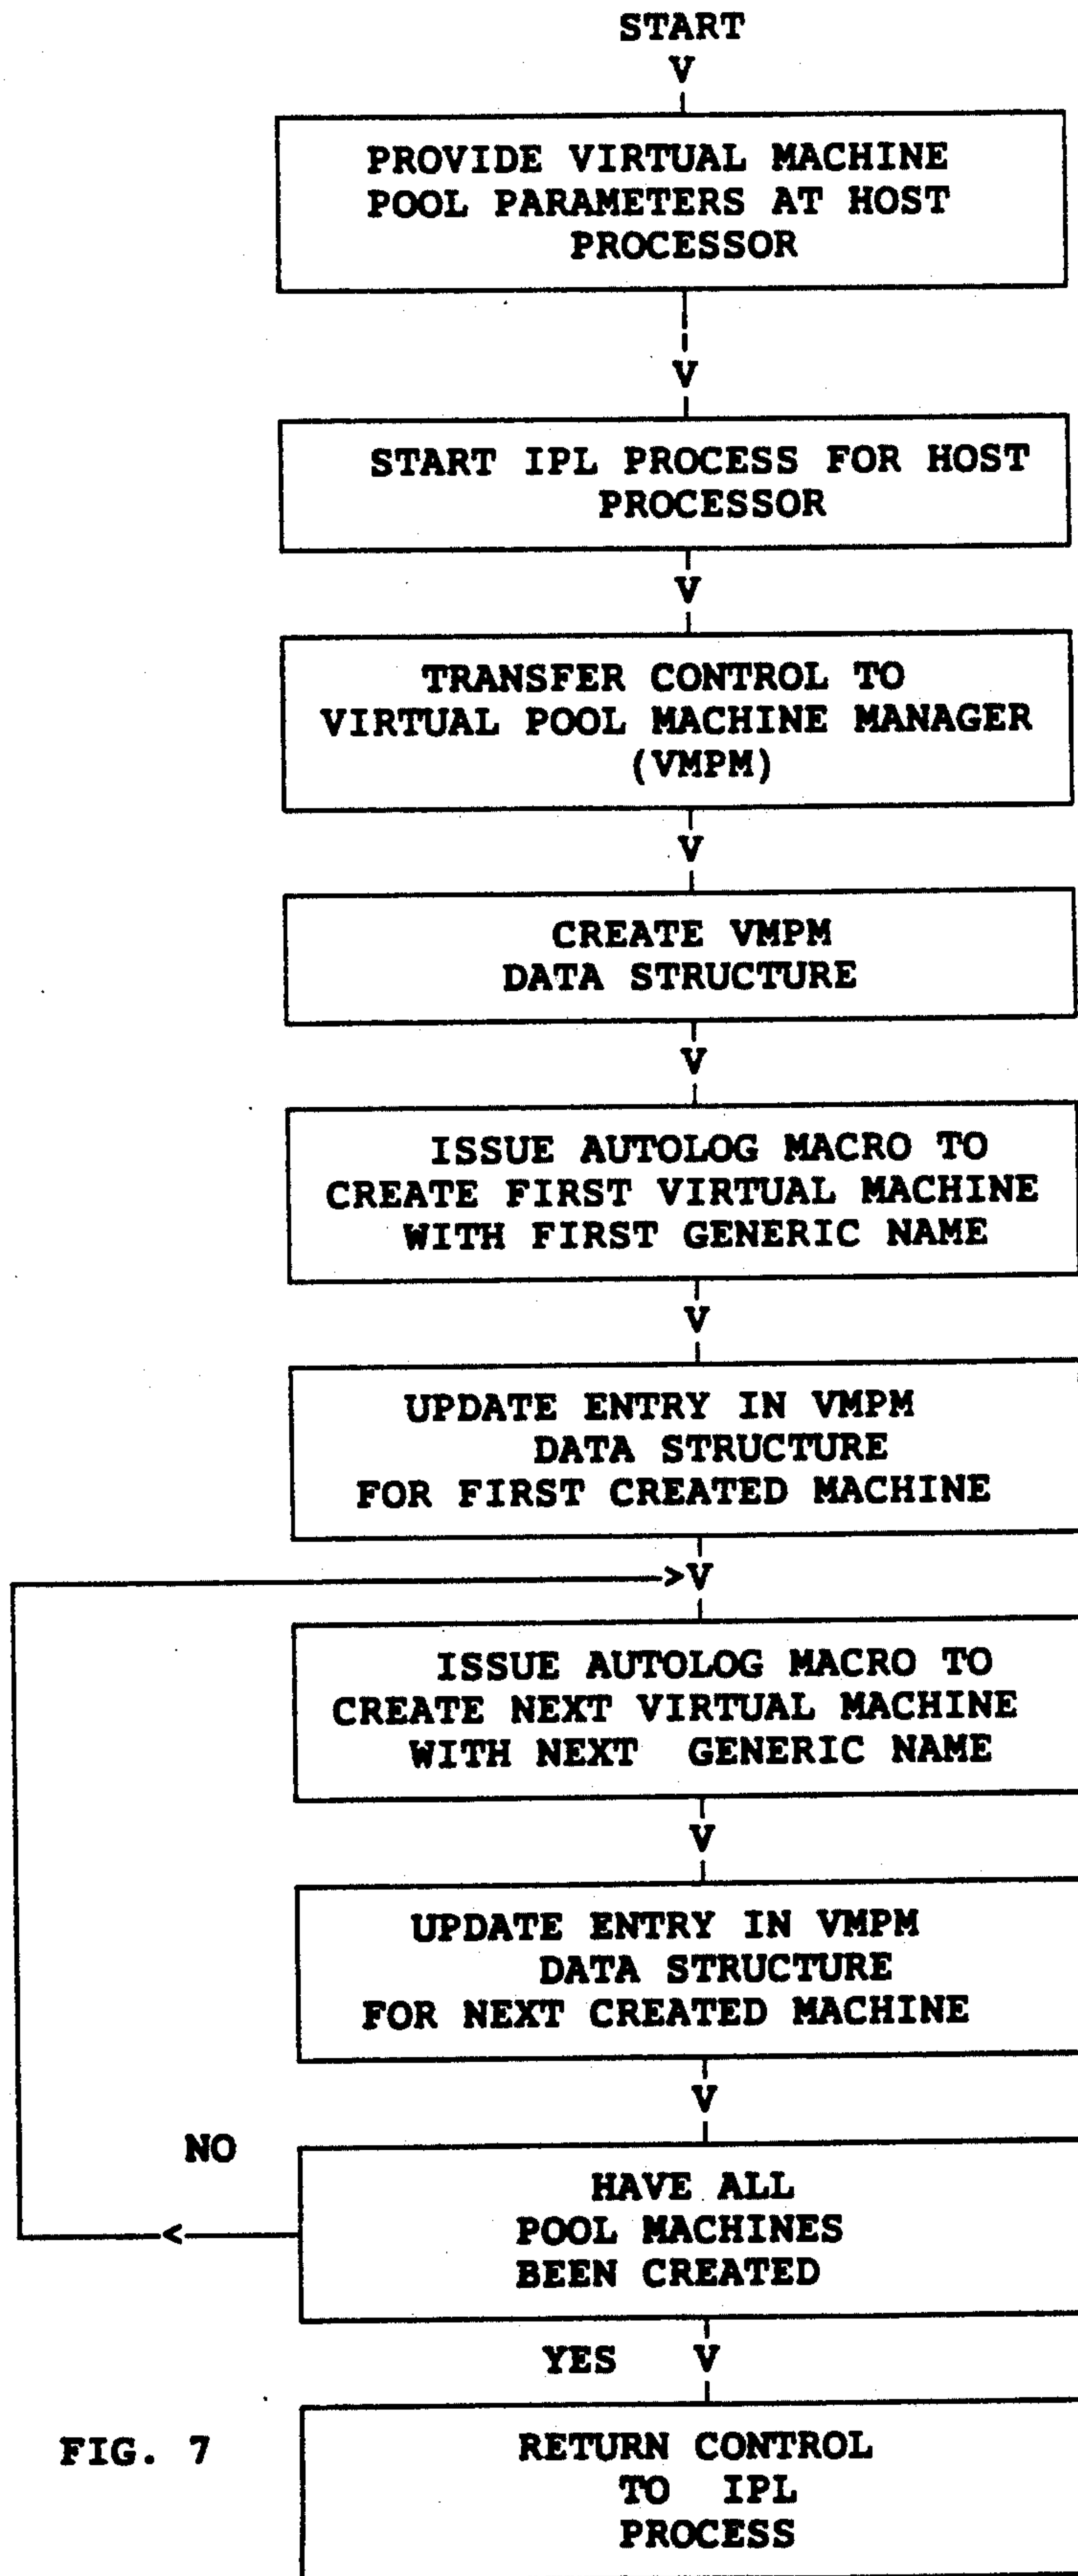 START
V
PROVIDE VIRTUAL MACHINE
POOL PARAMETERS AT HOST
PROCESSOR
V
START IPL PROCESS FOR HOST
PROCESSOR
V
TRANSFER CONTROL TO
VIRTUAL POOL MACHINE MANAGER
(VMPM)
V
CREATE VMPM
DATA STRUCTURE
V
ISSUE AUTOLOG MACRO TO
CREATE FIRST VIRTUAL MACHINE
WITH FIRST GENERIC NAME
V
UPDATE ENTRY IN VMPM
DATA STRUCTURE
FOR FIRST CREATED MACHINE
>V
ISSUE AUTOLOG MACRO TO
CREATE NEXT VIRTUAL MACHINE
WITH NEXT GENERIC NAME
V
UPDATE ENTRY IN VMPM
DATA STRUCTURE
FOR NEXT CREATED MACHINE
V
NO
HAVE ALL
POOL MACHINES
BEEN CREATED
<
YES V
FIG. 7
RETURN CONTROL
TO IPL
PROCESS